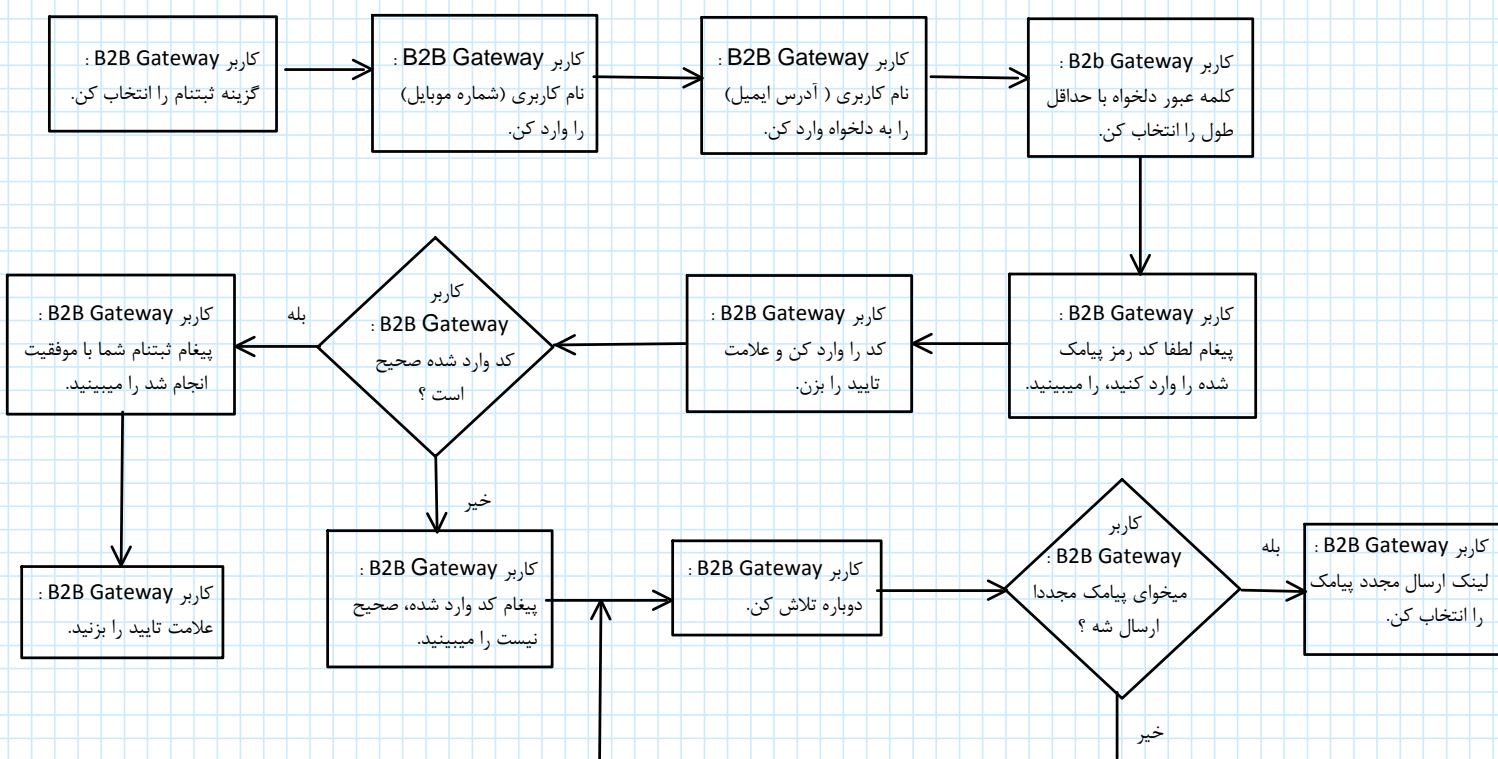 کاربر B2B Gateway :
گزینه ثبتنام را انتخاب کن.
کاربر B2B Gateway :
نام کاربری (شماره موبایل)
را وارد کن.
کاربر B2B Gateway :
نام کاربری ( آدرس ایمیل)
را به دلخواه وارد کن.
کاربر B2b Gateway :
کلمه عبور دلخواه با حداقل
طول را انتخاب کن.
کاربر B2B Gateway :
پیغام لطفا کد رمز پیامک
شده را وارد کنید، را میبینید.
کاربر B2B Gateway :
کد را وارد کن و علامت
تایید را بزن.
کاربر
B2B Gateway :
کد وارد شده صحیح
است ؟
بله
کاربر B2B Gateway :
پیغام ثبتنام شما با موفقیت
انجام شد را میبینید.
کاربر B2B Gateway :
علامت تایید را بزنید.
خیر
کاربر B2B Gateway :
پیغام کد وارد شده، صحیح
نیست را میبینید.
کاربر B2B Gateway :
دوباره تلاش کن.
کاربر
B2B Gateway :
میخوای پیامک مجددا
ارسال شه ؟
بله
کاربر B2B Gateway :
لینک ارسال مجدد پیامک
را انتخاب کن.
خیر